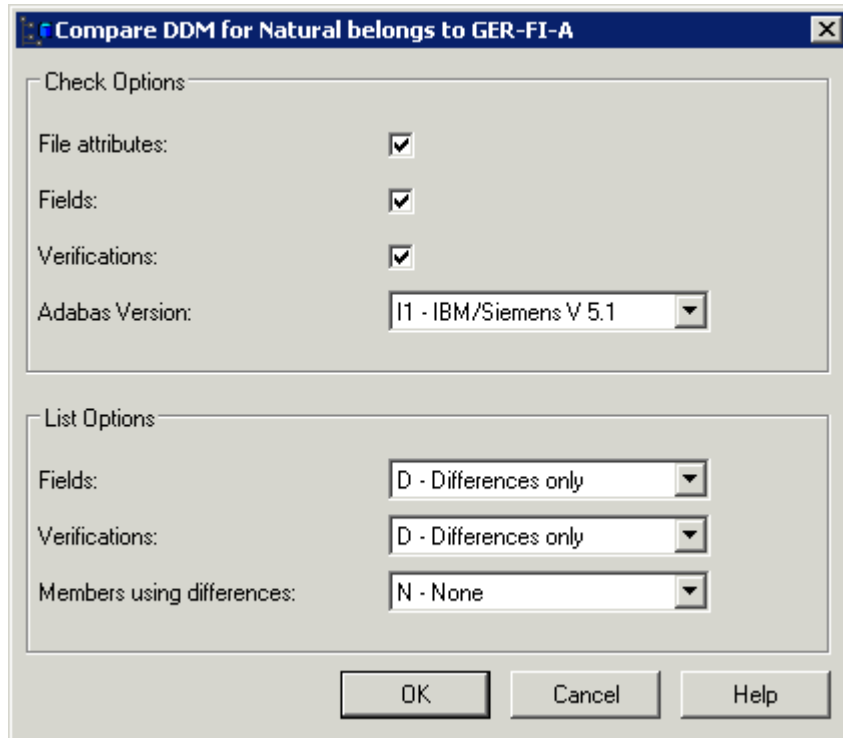 Compare DDM for Natural belongs to GER-FI-A
Check Options
File attributes:
Fields:
Verifications:
Adabas Version: I1 - IBM/Siemens V 5.1
List Options
Fields: D - Differences only
Verifications: D - Differences only
Members using differences: N - None
OK Cancel Help